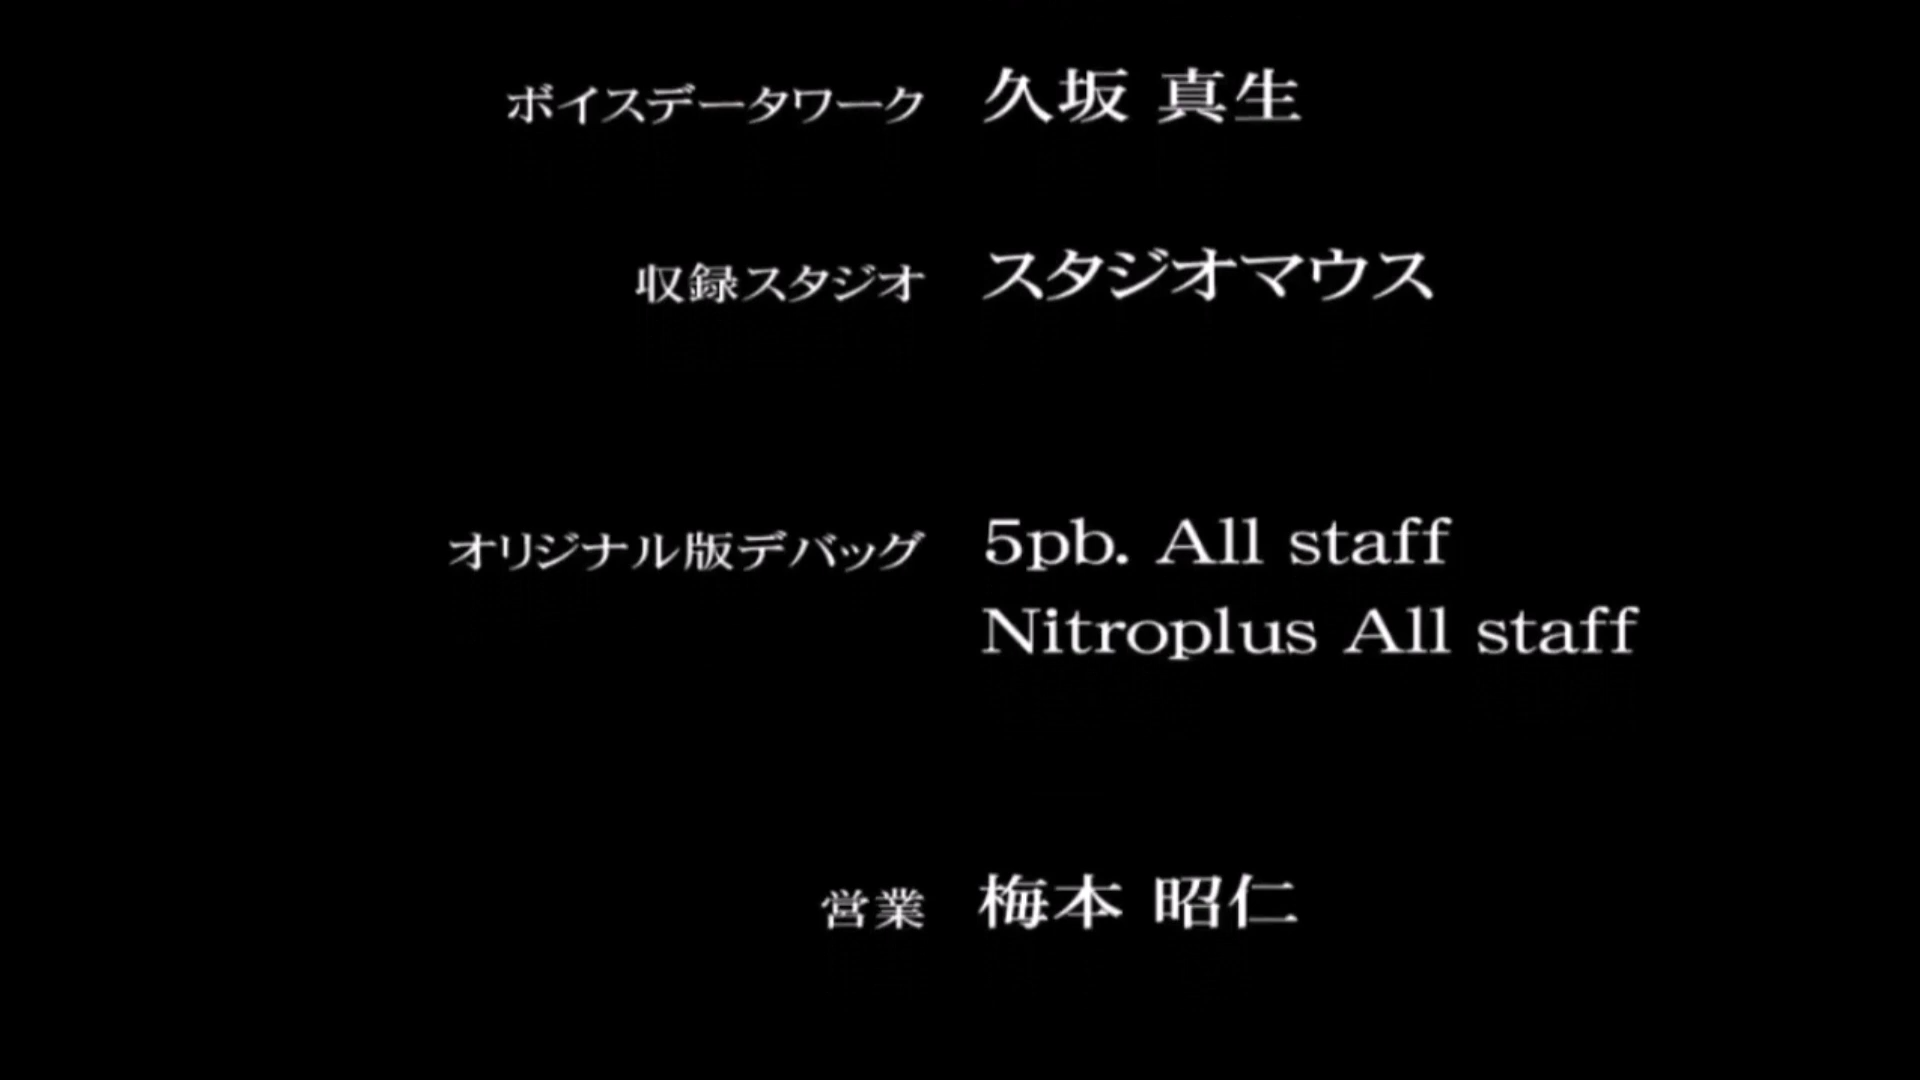 ボイスデータワーク 久坂 真生
収録スタジオ スタジオマウス
オリジナル版デバッグ 5pb. All staff
Nitroplus All staff
営業 梅本 昭仁